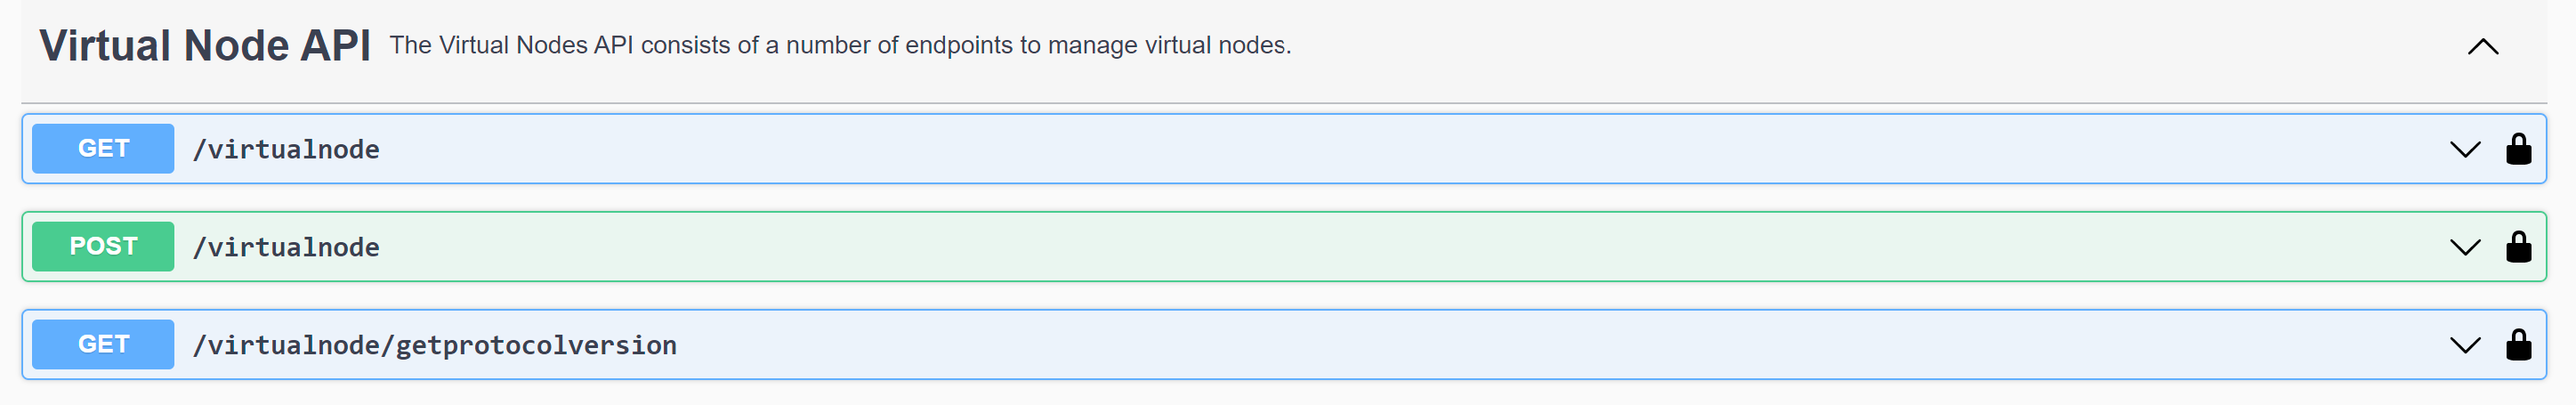 Virtual Node API The Virtual Nodes API consists of a number of endpoints to manage virtual nodes.
GET /virtualnode
POST /virtualnode
GET /virtualnode/getprotocolversion